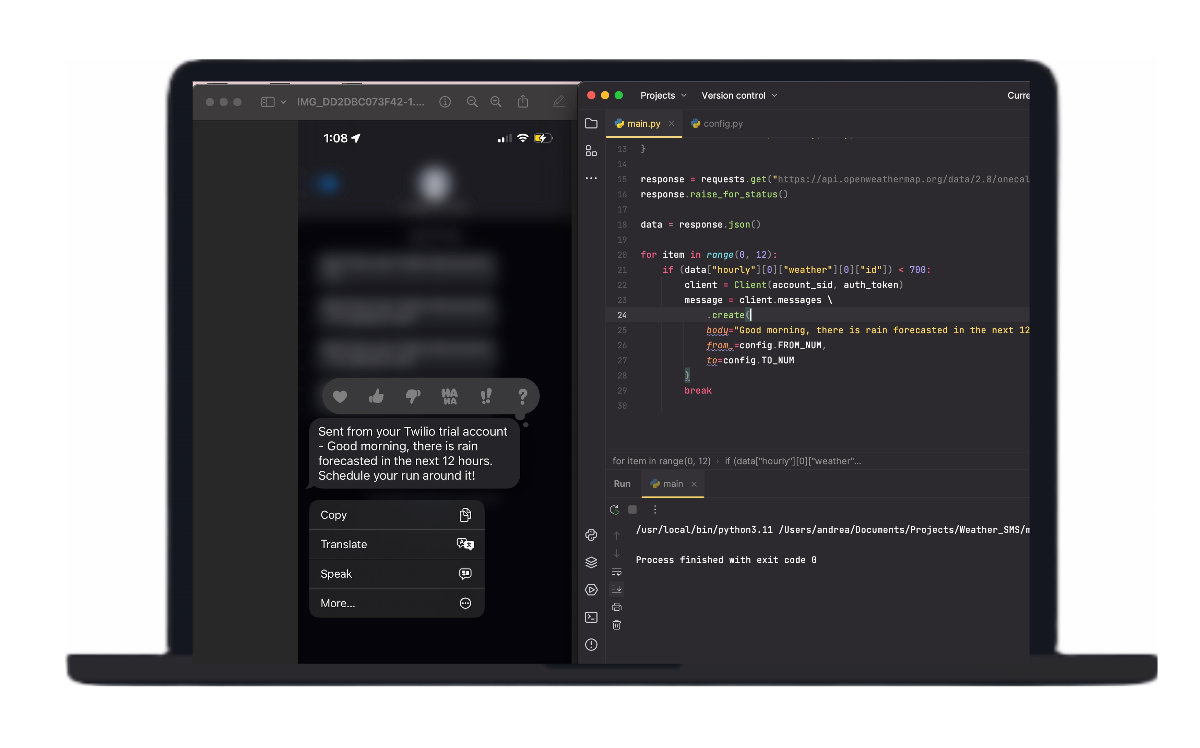 IMG_DD2DBC073F42-1....
1:08
HA HA
!!
?
Sent from your Twilio trial account
- Good morning, there is rain
forecasted in the next 12 hours.
Schedule your run around it!
Copy
Translate
Speak
More...
Projects
Version control
Curre
main.py
config.py
13 }
14
15 response = requests.get("https://api.openweathermap.org/data/2.8/onecal
16 response.raise_for_status()
17
18 data = response.json()
19
20 for item in range(0, 12):
21 if (data["hourly"][0]["weather"][0]["id"]) < 700:
22 client = Client(account_sid, auth_token)
23 message = client.messages \
24 .create(
25 body="Good morning, there is rain forecasted in the next 12
26 from_=config.FROM_NUM,
27 to=config.TO_NUM
28 )
29 break
30
for item in range(0, 12) › if (data["hourly"][0]["weather"...
Run
main
/usr/local/bin/python3.11 /Users/andrea/Documents/Projects/Weather_SMS/m
Process finished with exit code 0